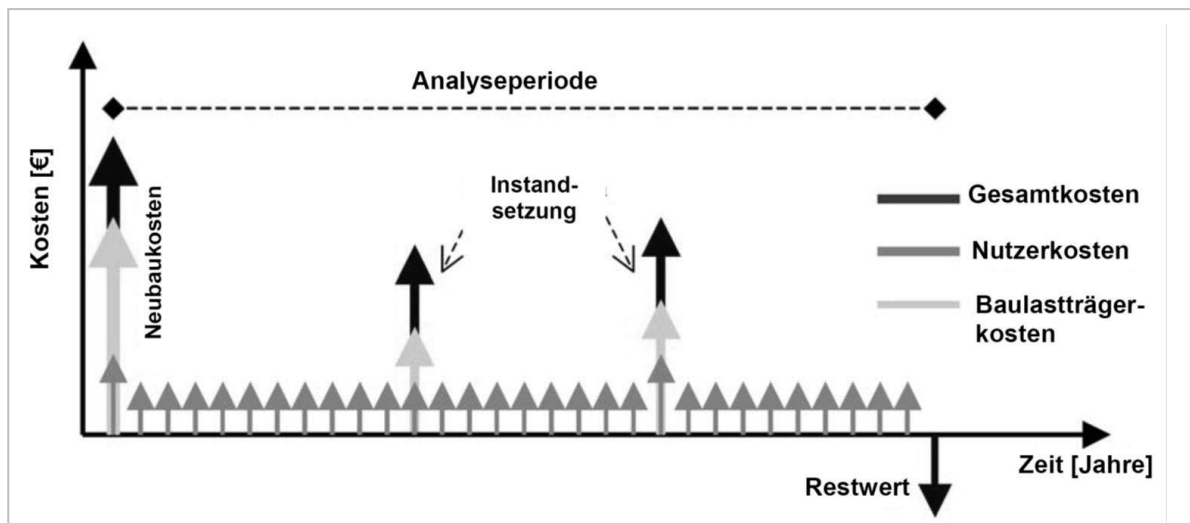 Analyseperiode
Kosten [€]
Neubaukosten
Instand-
setzung
Gesamtkosten
Nutzerkosten
Baulastträger-
kosten
Zeit [Jahre]
Restwert